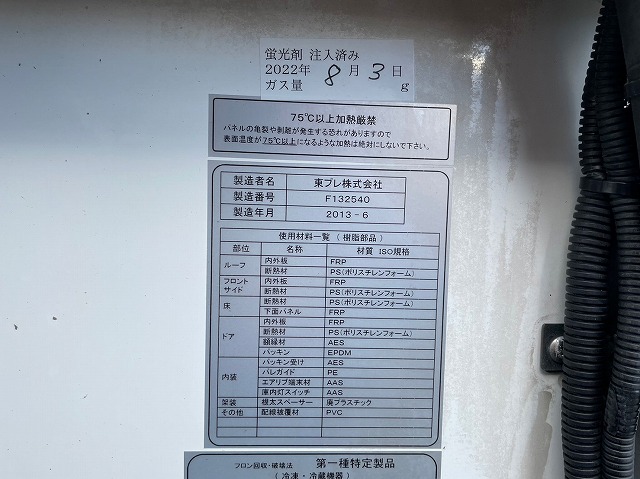 蛍光剤 注入済み
2022年 8 月 3 日
ガス量 g
75℃以上加熱厳禁
パネルの亀裂や剥離が発生する恐れがありますので
表面温度が75℃以上になるような加熱は絶対にしないで下さい。
製造者名 東プレ株式会社
製造番号 F132540
製造年月 2013-6
使用材料一覧 (樹脂部品)
部位 名称 材質 ISO規格
ルーフ 内外板 FRP
断熱材 PS(ポリスチレンフォーム)
フロントサイド 内外板 FRP
断熱材 PS(ポリスチレンフォーム)
床 断熱材 PS(ポリスチレンフォーム)
下面パネル FRP
ドア 内外板 FRP
断熱材 PS(ポリスチレンフォーム)
額縁材 AES
パッキン EPDM
内装 パッキン受け AES
バレガイド PE
エアリブ端末材 AAS
庫内灯スイッチ AAS
架装 根太スペーサー 廃プラスチック
その他 配線被覆材 PVC
フロン回収・破壊法 第一種特定製品
(冷凍・冷蔵機器)